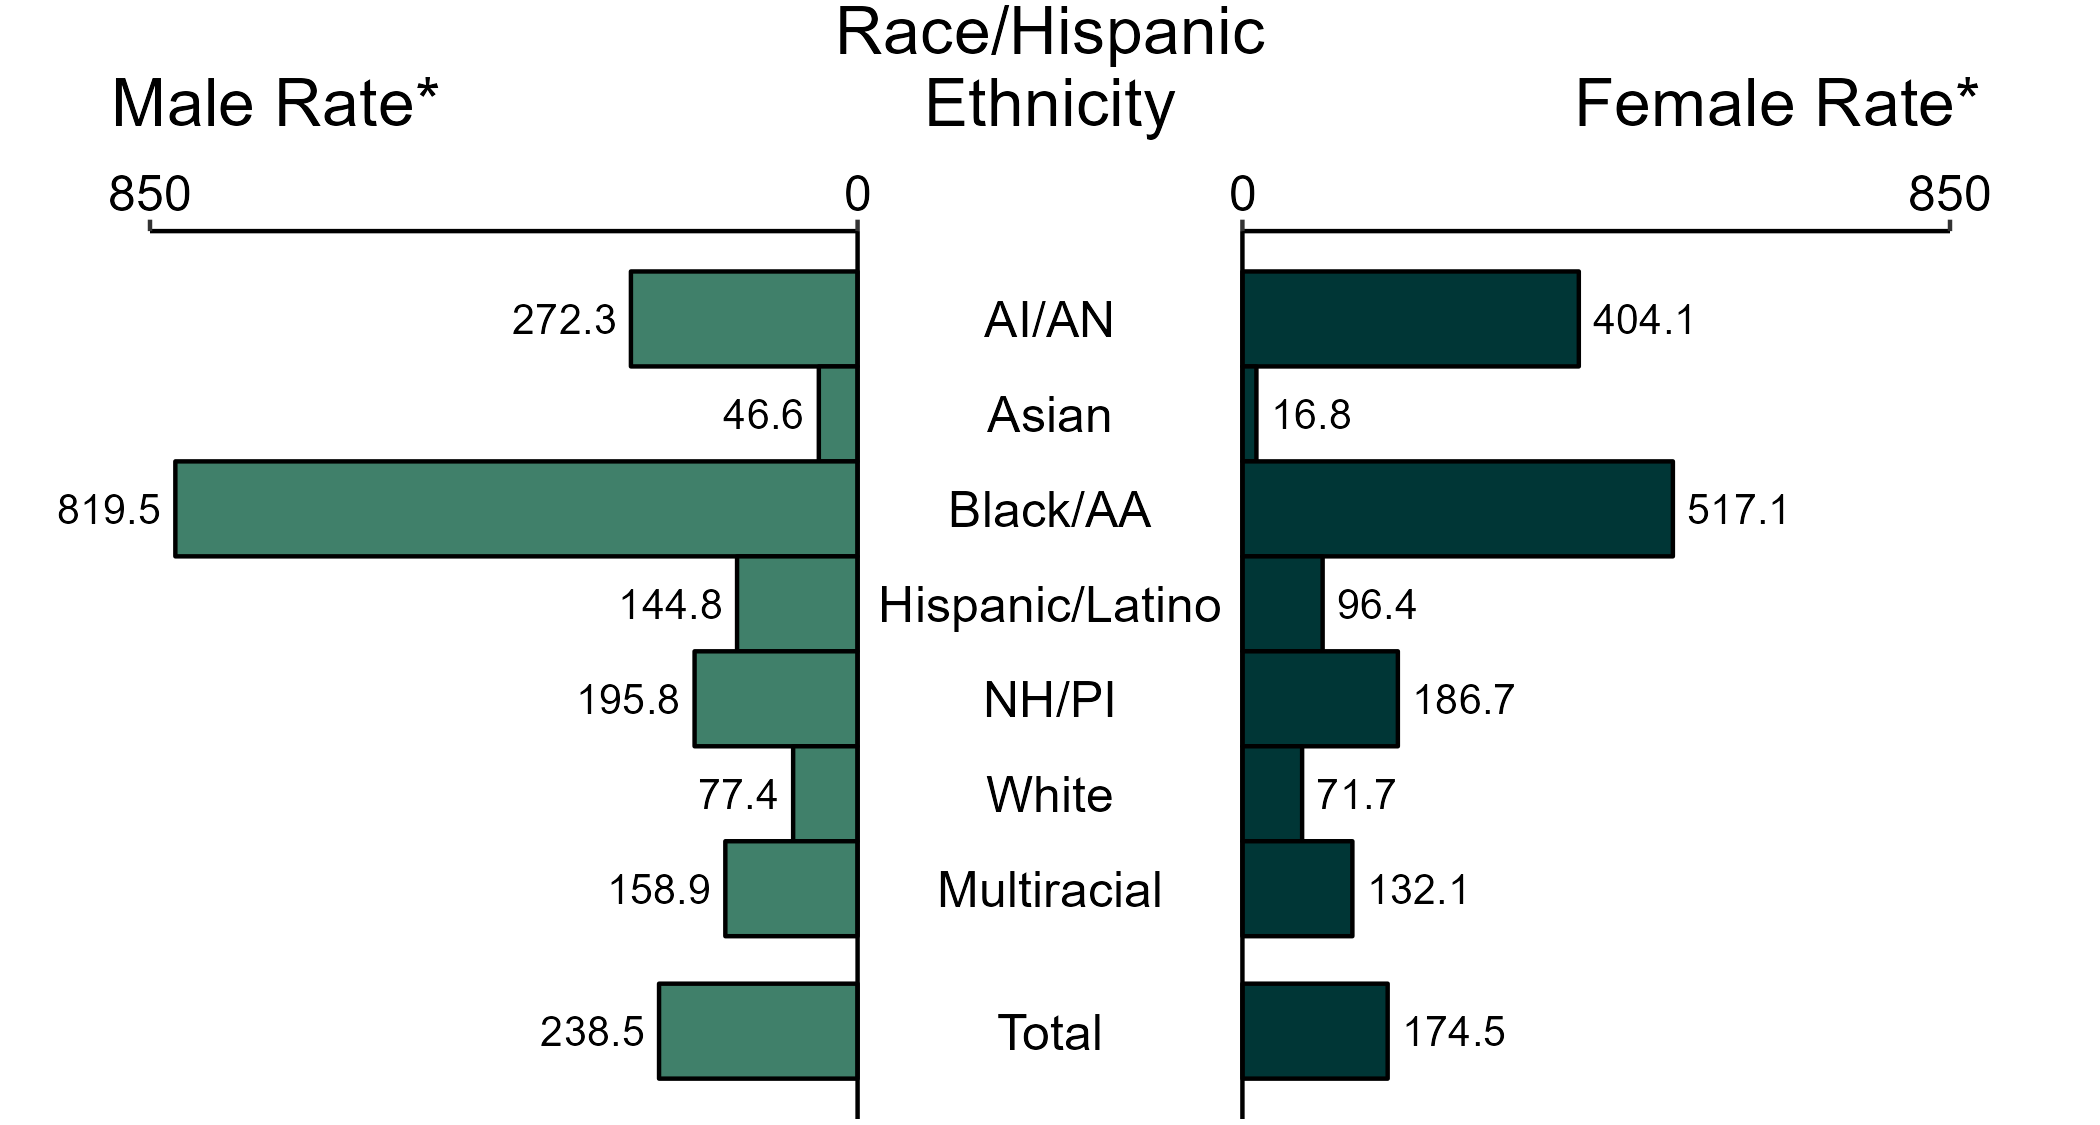 Race/Hispanic
Male Rate* Ethnicity Female Rate*
850 0 0 850
272.3 AI/AN 404.1
46.6 Asian 16.8
819.5 Black/AA 517.1
144.8 Hispanic/Latino 96.4
195.8 NH/PI 186.7
77.4 White 71.7
158.9 Multiracial 132.1
238.5 Total 174.5